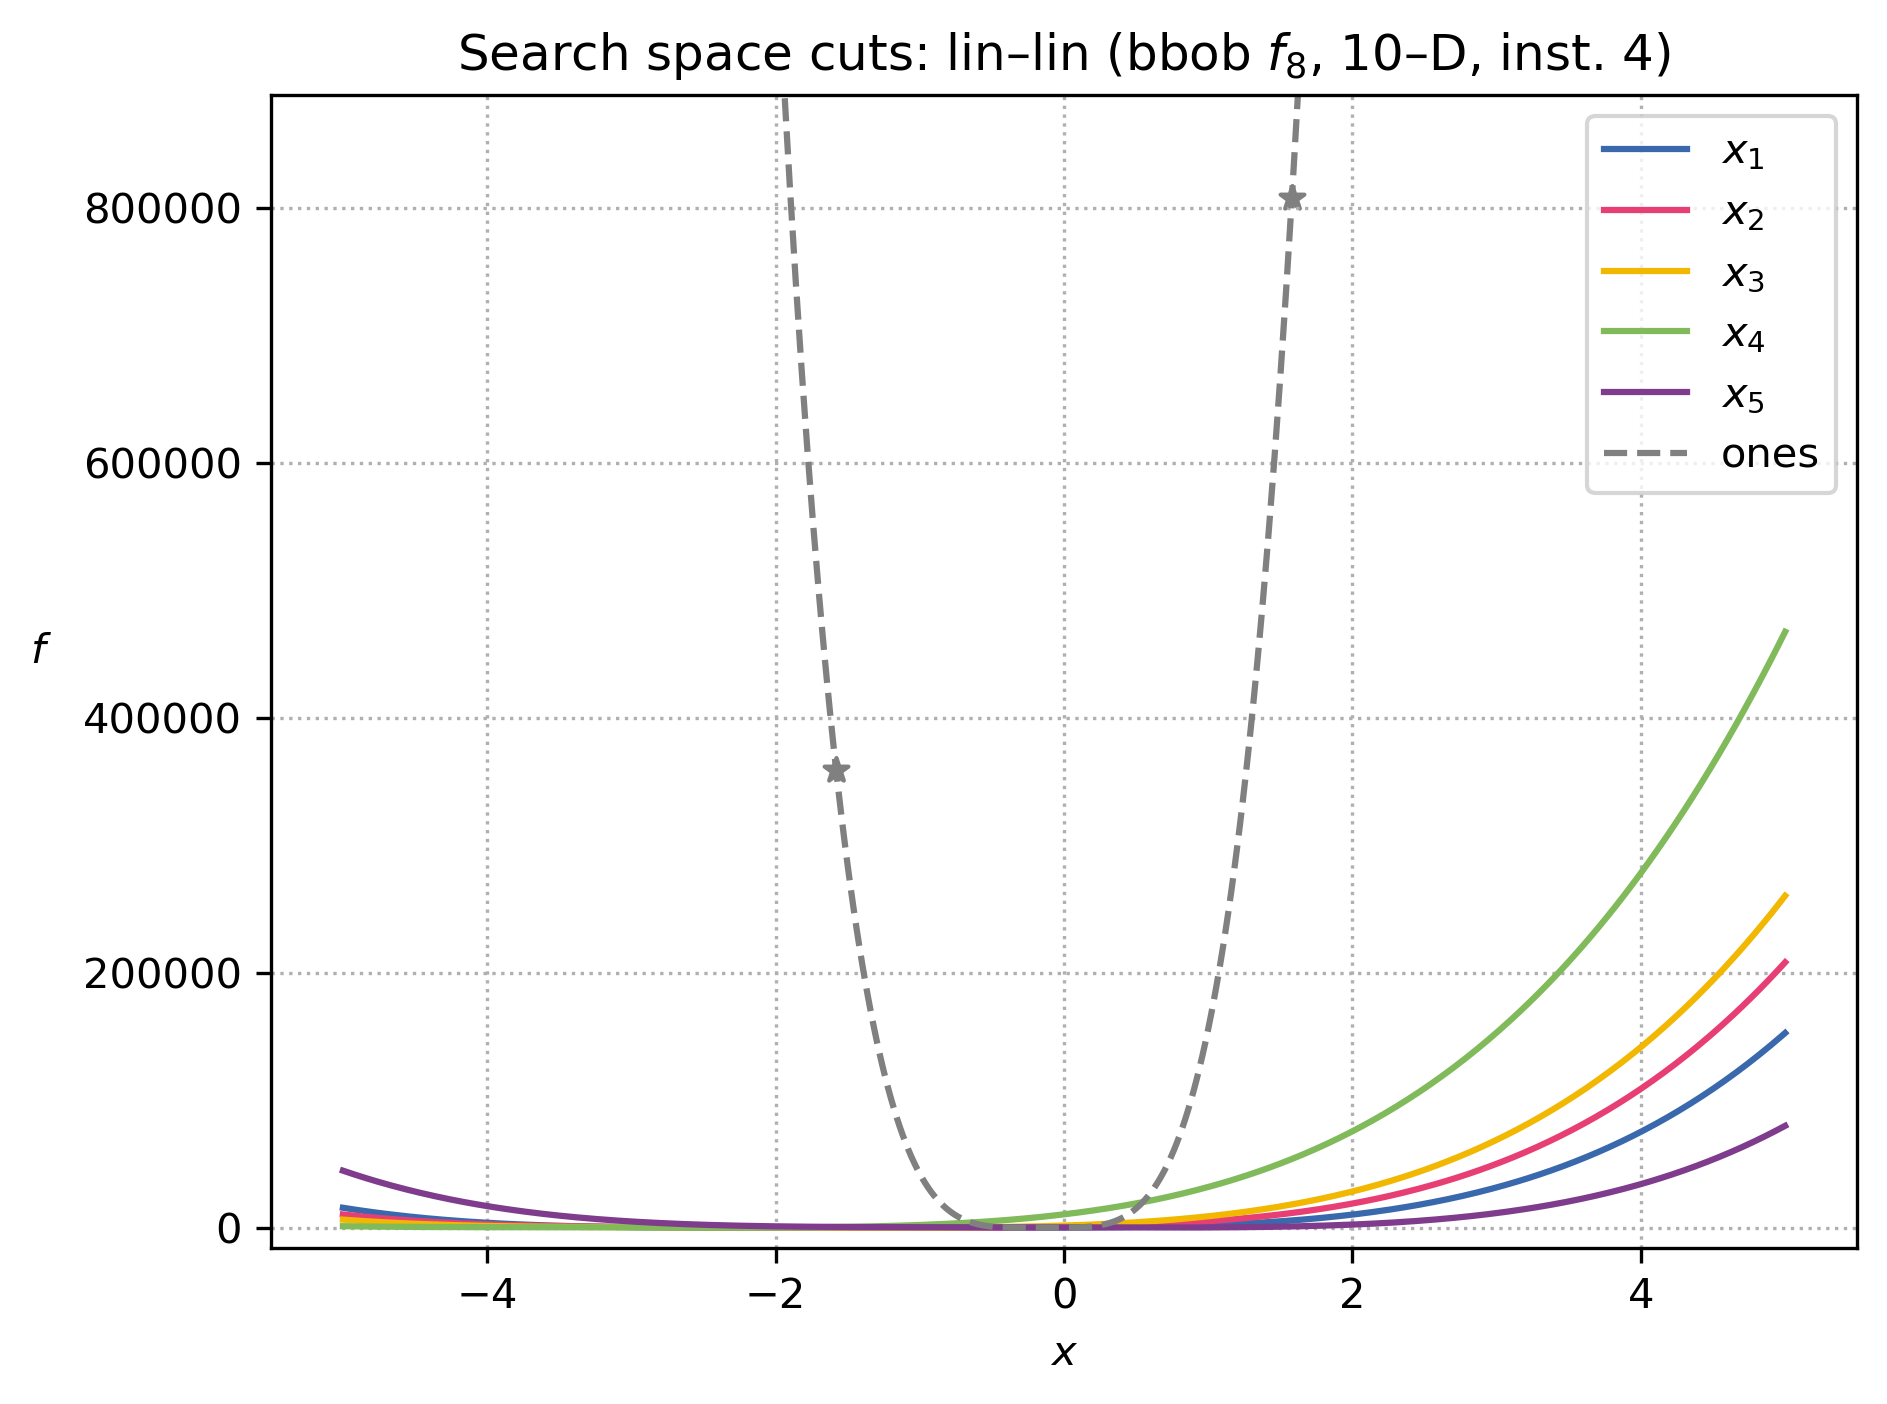 Search space cuts: lin–lin (bbob f₈, 10–D, inst. 4)
x₁
x₂
x₃
x₄
x₅
ones
800000
600000
400000
200000
0
f
−4 −2 0 2 4
x